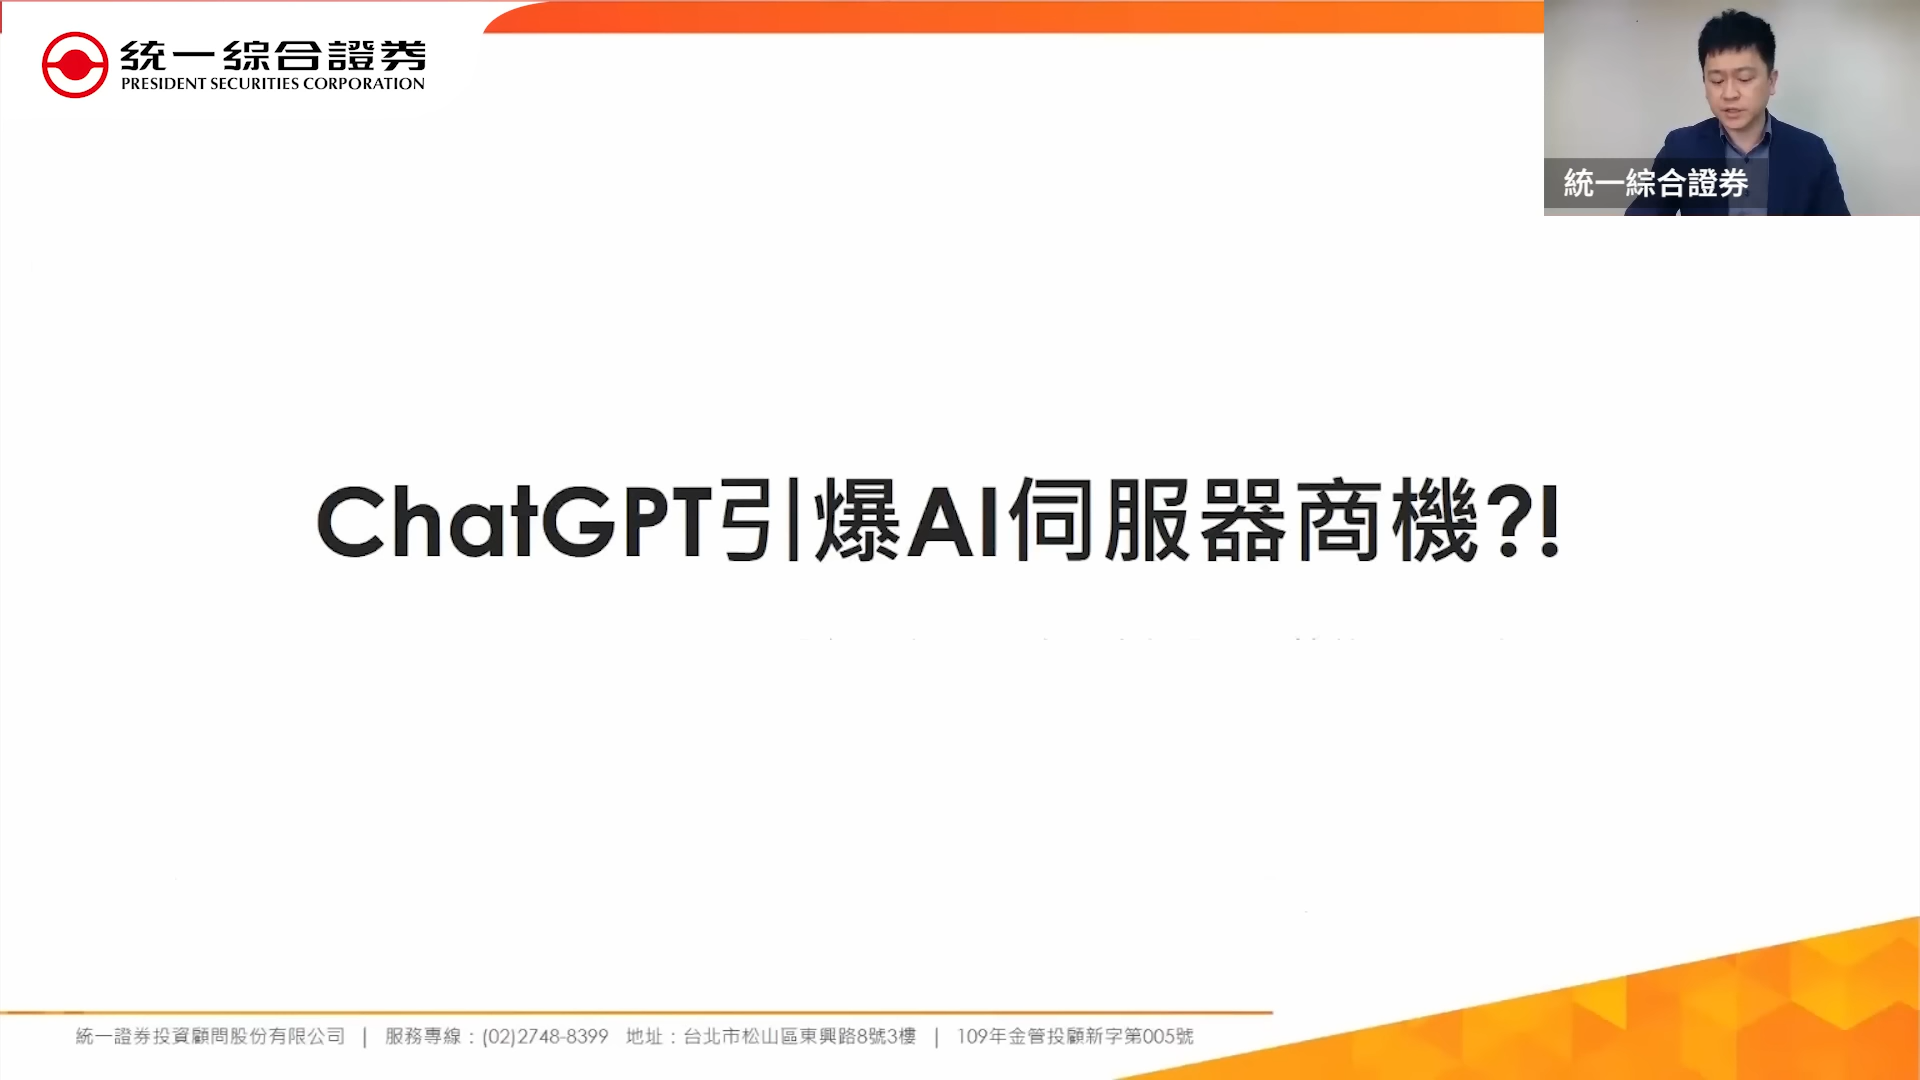 統一綜合證券
PRESIDENT SECURITIES CORPORATION
統一綜合證券
ChatGPT引爆AI伺服器商機?!
統一證券投資顧問股份有限公司 | 服務專線：(02)2748-8399 地址：台北市松山區東興路8號3樓 | 109年金管投顧新字第005號